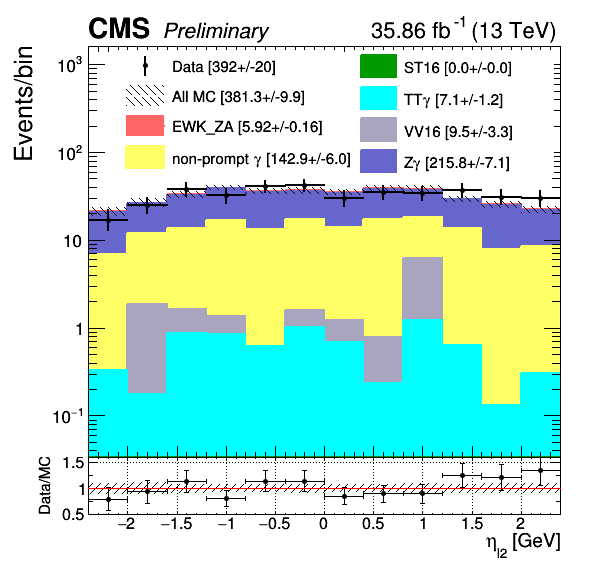 CMS Preliminary 35.86 fb⁻¹ (13 TeV)
Events/bin
Data [392+/-20]
All MC [381.3+/-9.9]
EWK_ZA [5.92+/-0.16]
non-prompt γ [142.9+/-6.0]
ST16 [0.0+/-0.0]
TTγ [7.1+/-1.2]
VV16 [9.5+/-3.3]
Zγ [215.8+/-7.1]
10³
10²
10
1
10⁻¹
Data/MC
1.5
1
0.5
−2 −1.5 −1 −0.5 0 0.5 1 1.5 2
η_l2 [GeV]